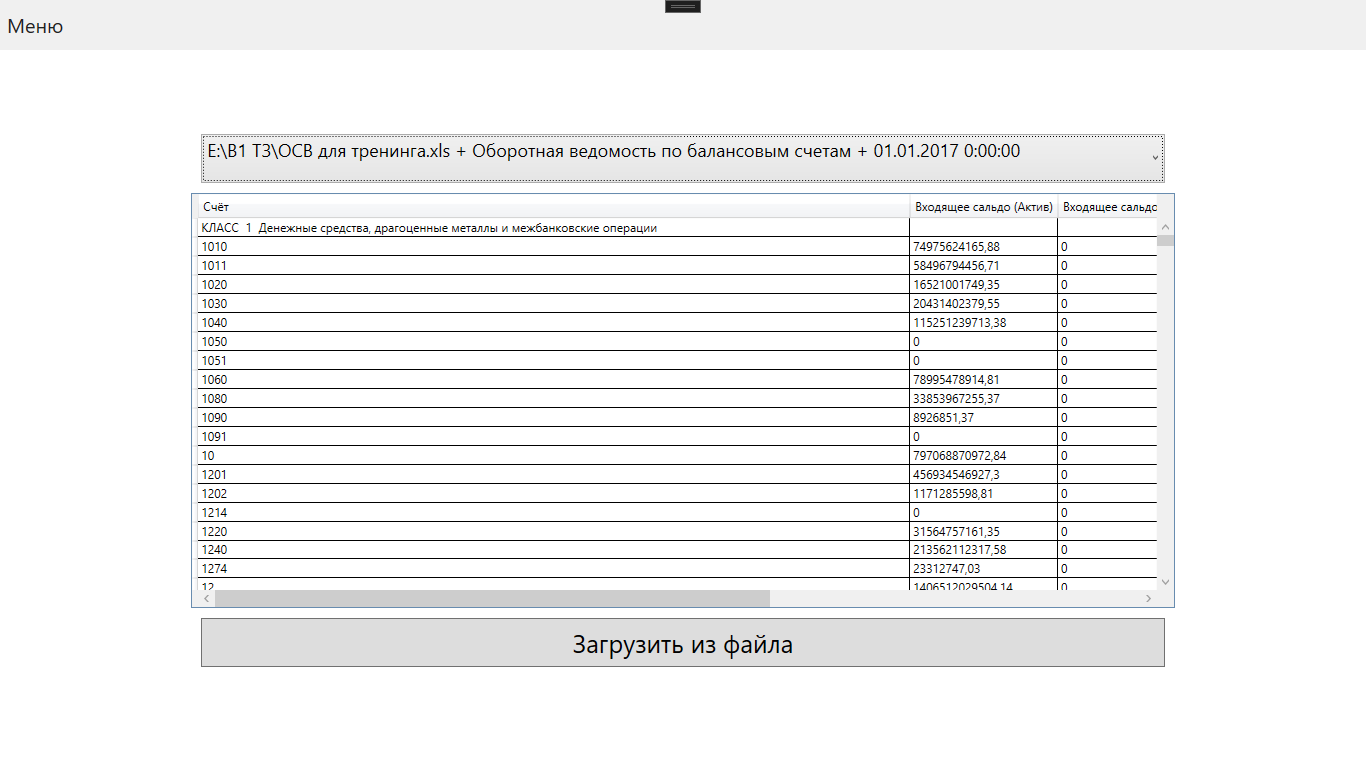 Меню
E:\B1 ТЗ\ОСВ для тренинга.xls + Оборотная ведомость по балансовым счетам + 01.01.2017 0:00:00
Счёт Входящее сальдо (Актив) Входящее сальдо
КЛАСС 1 Денежные средства, драгоценные металлы и межбанковские операции
1010 74975624165,88 0
1011 58496794456,71 0
1020 16521001749,35 0
1030 20431402379,55 0
1040 115251239713,38 0
1050 0 0
1051 0 0
1060 78995478914,81 0
1080 33853967255,37 0
1090 8926851,37 0
1091 0 0
10 797068870972,84 0
1201 456934546927,3 0
1202 1171285598,81 0
1214 0 0
1220 31564757161,35 0
1240 213562112317,58 0
1274 23312747,03 0
12 1406512029504,14 0
Загрузить из файла